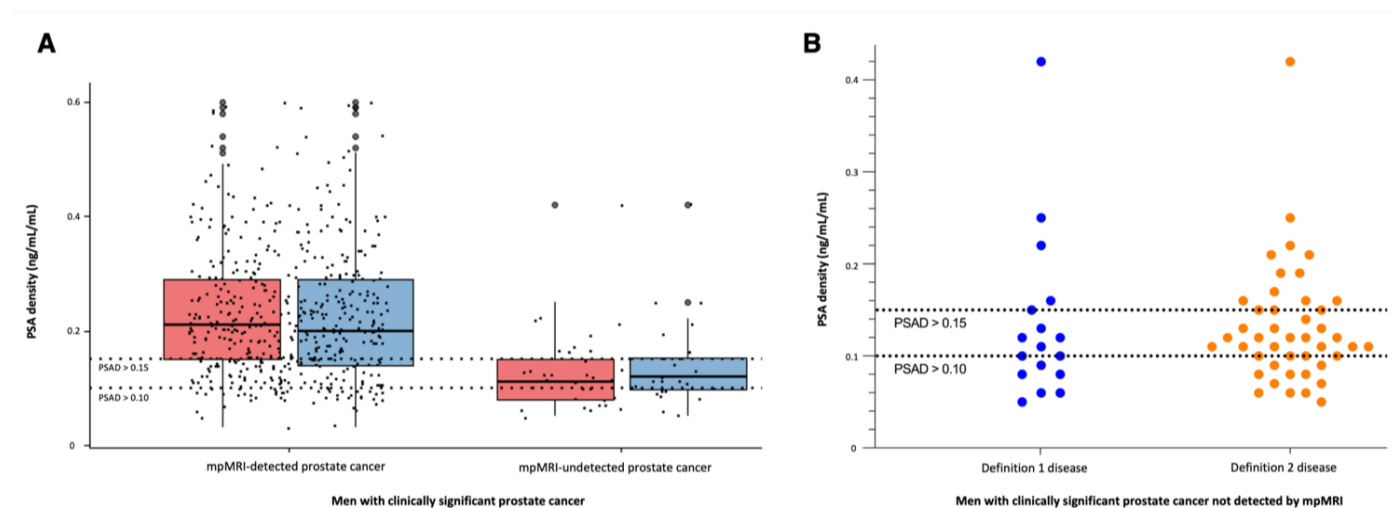 A
PSA density (ng/mL/mL)
0.6
0.4
0.2
0
PSAD > 0.15
PSAD > 0.10
mpMRI-detected prostate cancer
mpMRI-undetected prostate cancer
Men with clinically significant prostate cancer
B
PSA density (ng/mL/mL)
0.4
0.3
0.2
0.1
0
PSAD > 0.15
PSAD > 0.10
Definition 1 disease
Definition 2 disease
Men with clinically significant prostate cancer not detected by mpMRI